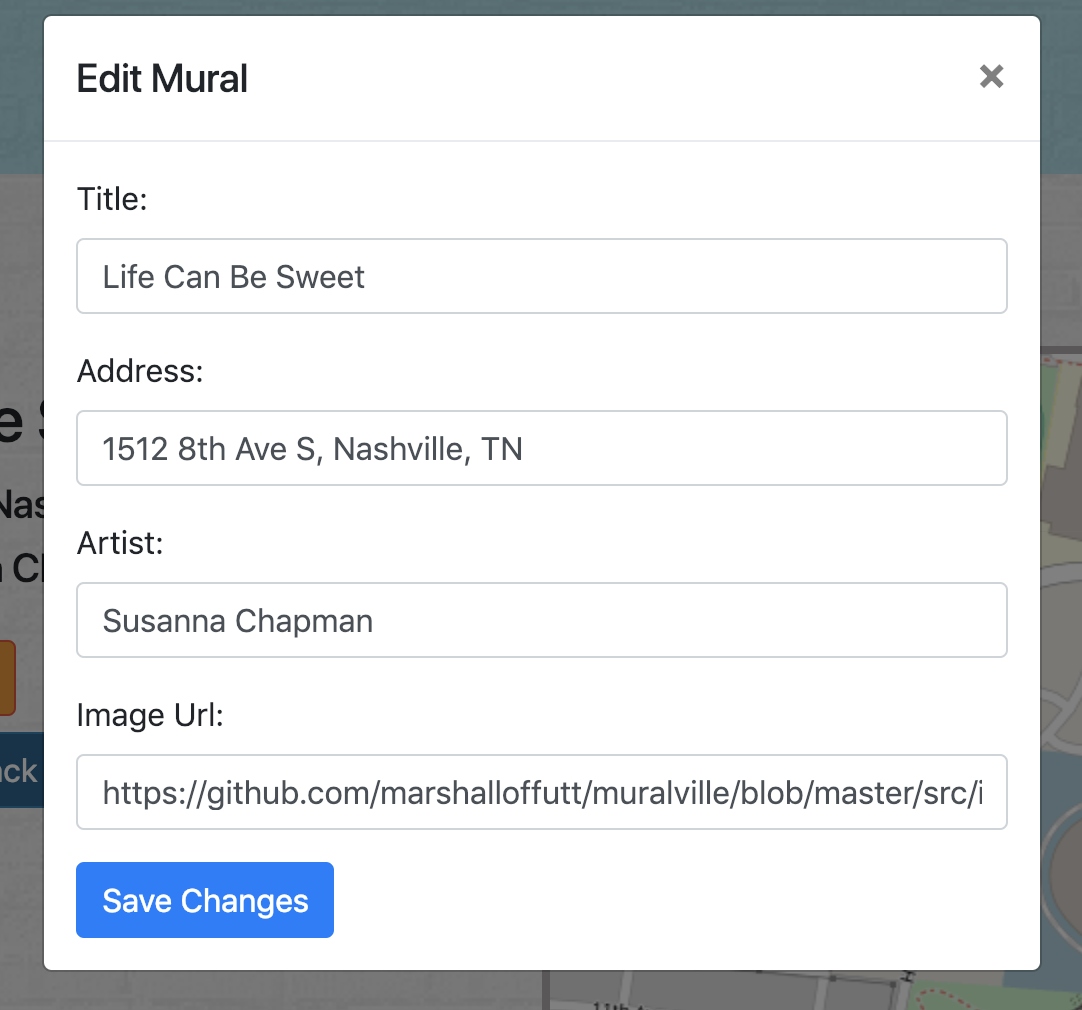 Edit Mural
×
Title:
Life Can Be Sweet
Address:
1512 8th Ave S, Nashville, TN
Artist:
Susanna Chapman
Image Url:
https://github.com/marshalloffutt/muralville/blob/master/src/i
Save Changes